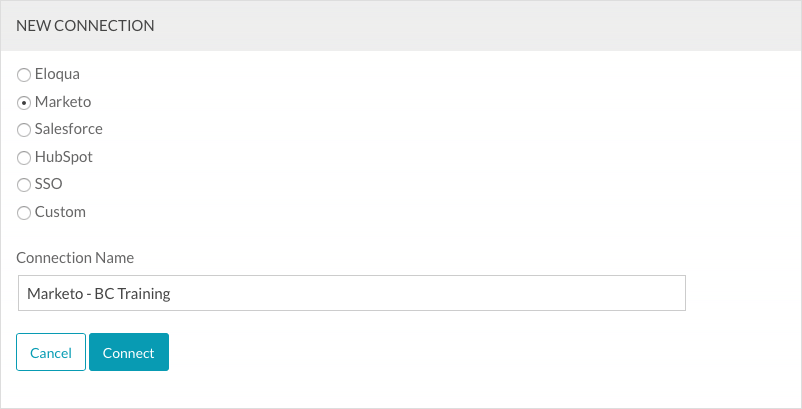 NEW CONNECTION
Eloqua
Marketo
Salesforce
HubSpot
SSO
Custom
Connection Name
Marketo - BC Training
Cancel Connect